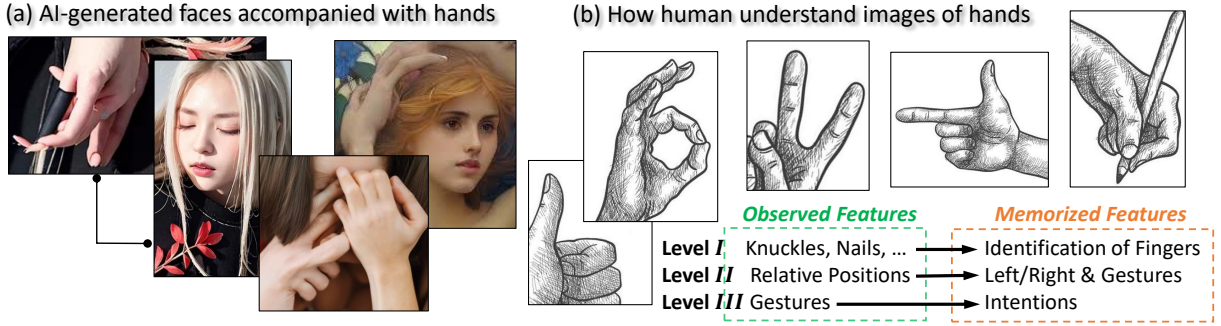 (a) AI-generated faces accompanied with hands
(b) How human understand images of hands
Observed Features
Memorized Features
Level I Knuckles, Nails, ... Identification of Fingers
Level II Relative Positions Left/Right & Gestures
Level III Gestures Intentions